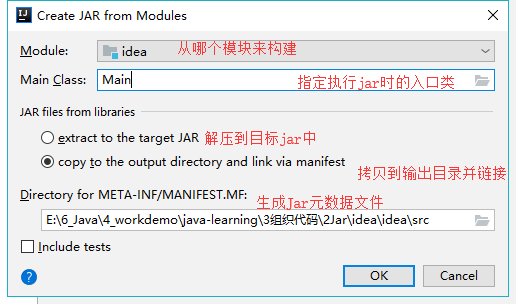 Create JAR from Modules
Module: idea 从哪个模块来构建
Main Class: Main 指定执行jar时的入口类
JAR files from libraries
extract to the target JAR 解压到目标jar中
copy to the output directory and link via manifest
拷贝到输出目录并链接
Directory for META-INF/MANIFEST.MF: 生成Jar元数据文件
E:\6_Java\4_workdemo\java-learning\3组织代码\2Jar\idea\idea\src
Include tests
? OK Cancel